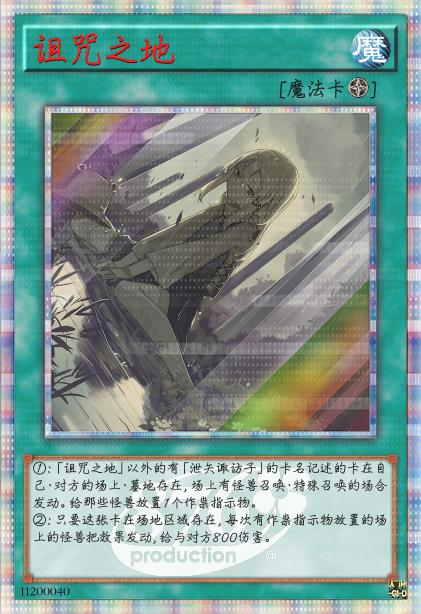 诅咒之地
魔
[魔法卡]
①:「诅咒之地」以外的有「泄矢诹访子」的卡名记述的卡在自
己·对方的场上·墓地存在,场上有怪兽召唤·特殊召唤的场合
发动。给那些怪兽放置1个作祟指示物。
②:只要这张卡在场地区域存在,每次有作祟指示物放置的场
上的怪兽把效果发动,给与对方800伤害。
production
@
11200040